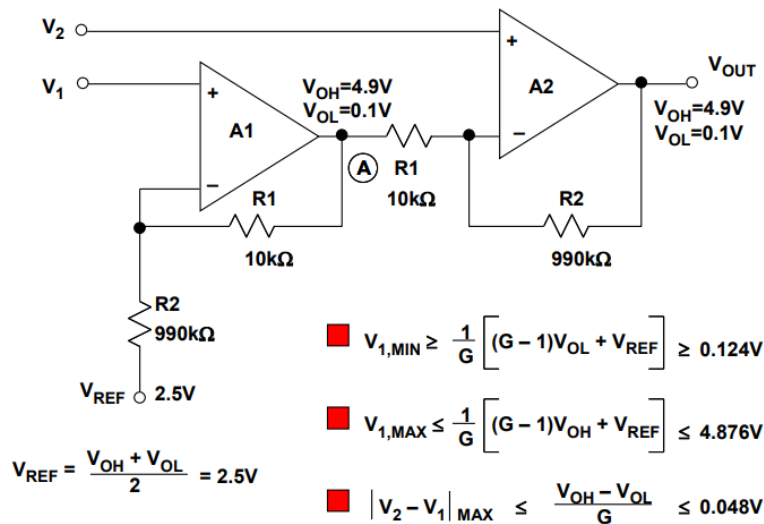 V2
V1
+
−
A1
VOH=4.9V
VOL=0.1V
A
R1
10kΩ
R1
10kΩ
+
−
A2
VOUT
VOH=4.9V
VOL=0.1V
R2
990kΩ
R2
990kΩ
VREF 2.5V
VREF = (VOH + VOL) / 2 = 2.5V
V1,MIN ≥ 1/G [(G – 1)VOL + VREF] ≥ 0.124V
V1,MAX ≤ 1/G [(G – 1)VOH + VREF] ≤ 4.876V
|V2 – V1| MAX ≤ (VOH – VOL) / G ≤ 0.048V